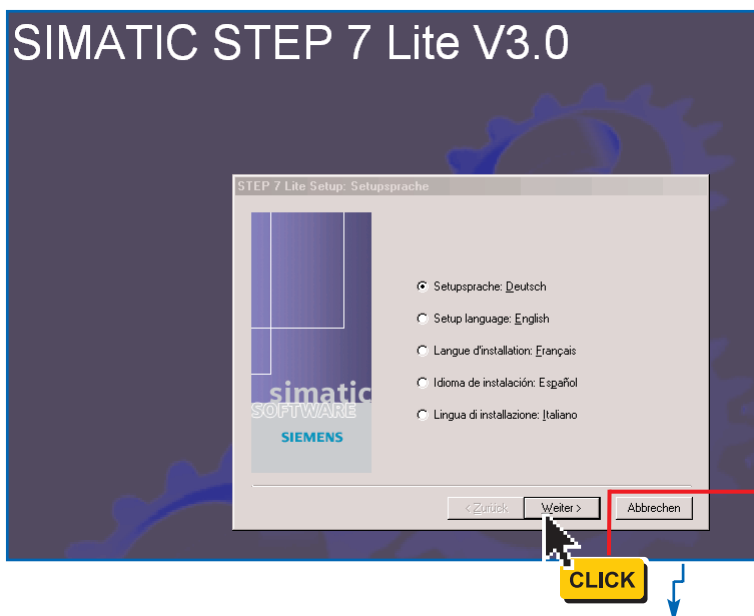 SIMATIC STEP 7 Lite V3.0
STEP 7 Lite Setup: Setupsprache
Setupsprache: Deutsch
Setup language: English
Langue d'installation: Français
Idioma de instalación: Español
Lingua di installazione: Italiano
simatic
SOFTWARE
SIEMENS
< Zurück
Weiter >
Abbrechen
CLICK